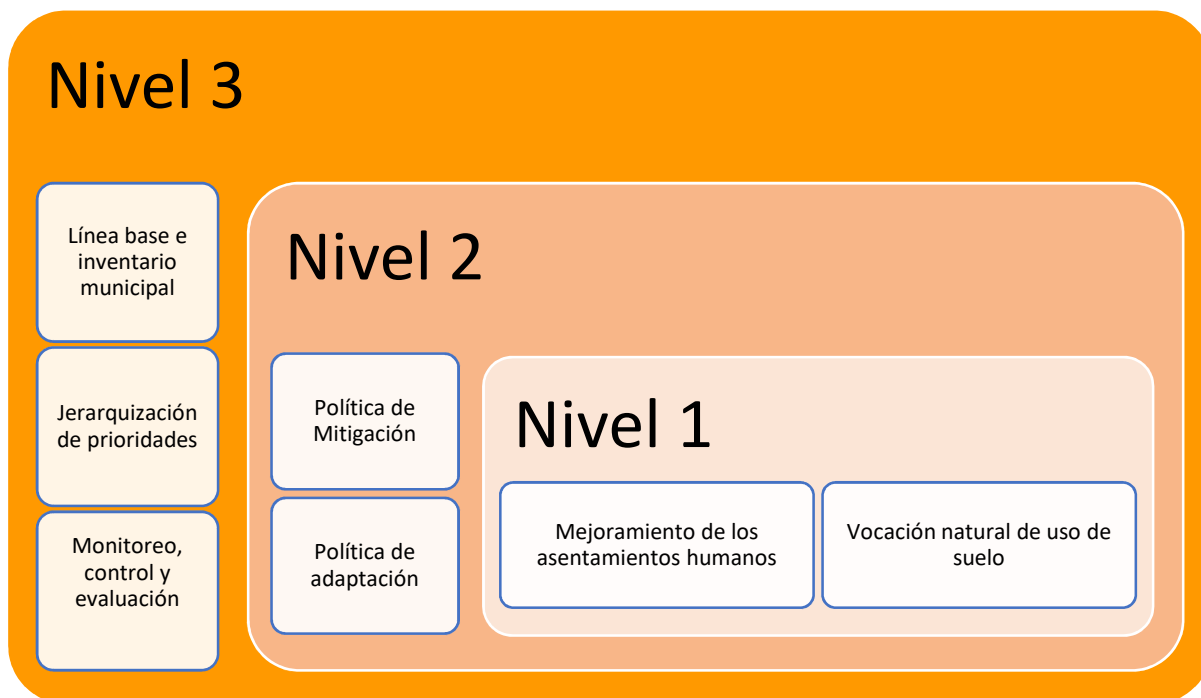 Nivel 3
Línea base e
inventario
municipal
Jerarquización
de prioridades
Monitoreo,
control y
evaluación
Nivel 2
Política de
Mitigación
Política de
adaptación
Nivel 1
Mejoramiento de los
asentamientos humanos
Vocación natural de uso de
suelo